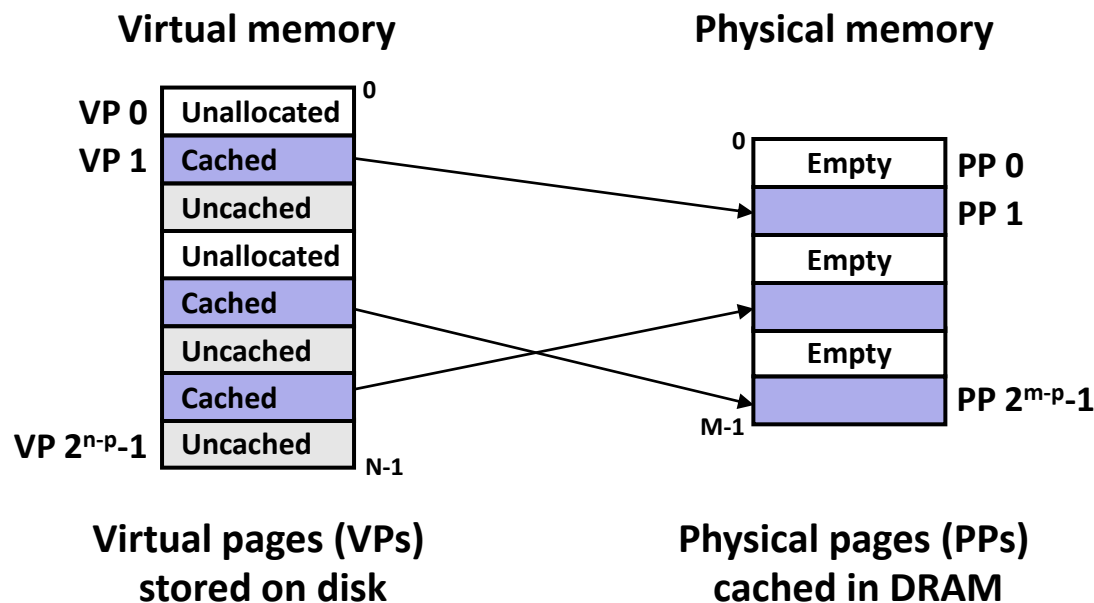 Virtual memory
Physical memory
0
VP 0
Unallocated
VP 1
Cached
Uncached
Unallocated
Cached
Uncached
Cached
VP 2ⁿ⁻ᵖ-1
Uncached
N-1
0
Empty
PP 0
PP 1
Empty
Empty
PP 2ᵐ⁻ᵖ-1
M-1
Virtual pages (VPs)
stored on disk
Physical pages (PPs)
cached in DRAM